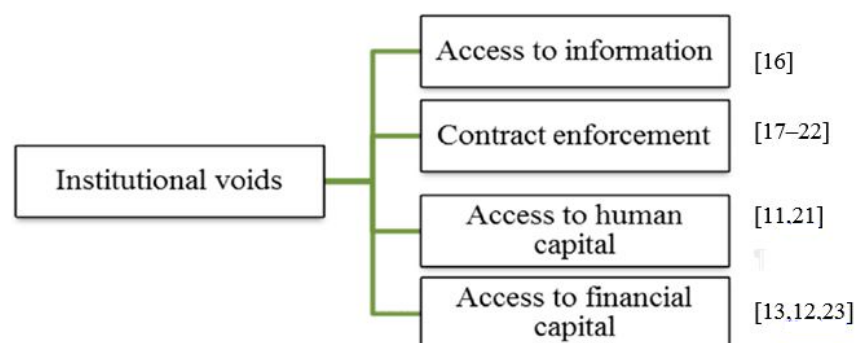 Access to information
[16]
Contract enforcement
[17–22]
Institutional voids
Access to human
capital
[11,21]
¶
Access to financial
capital
[13,12,23]